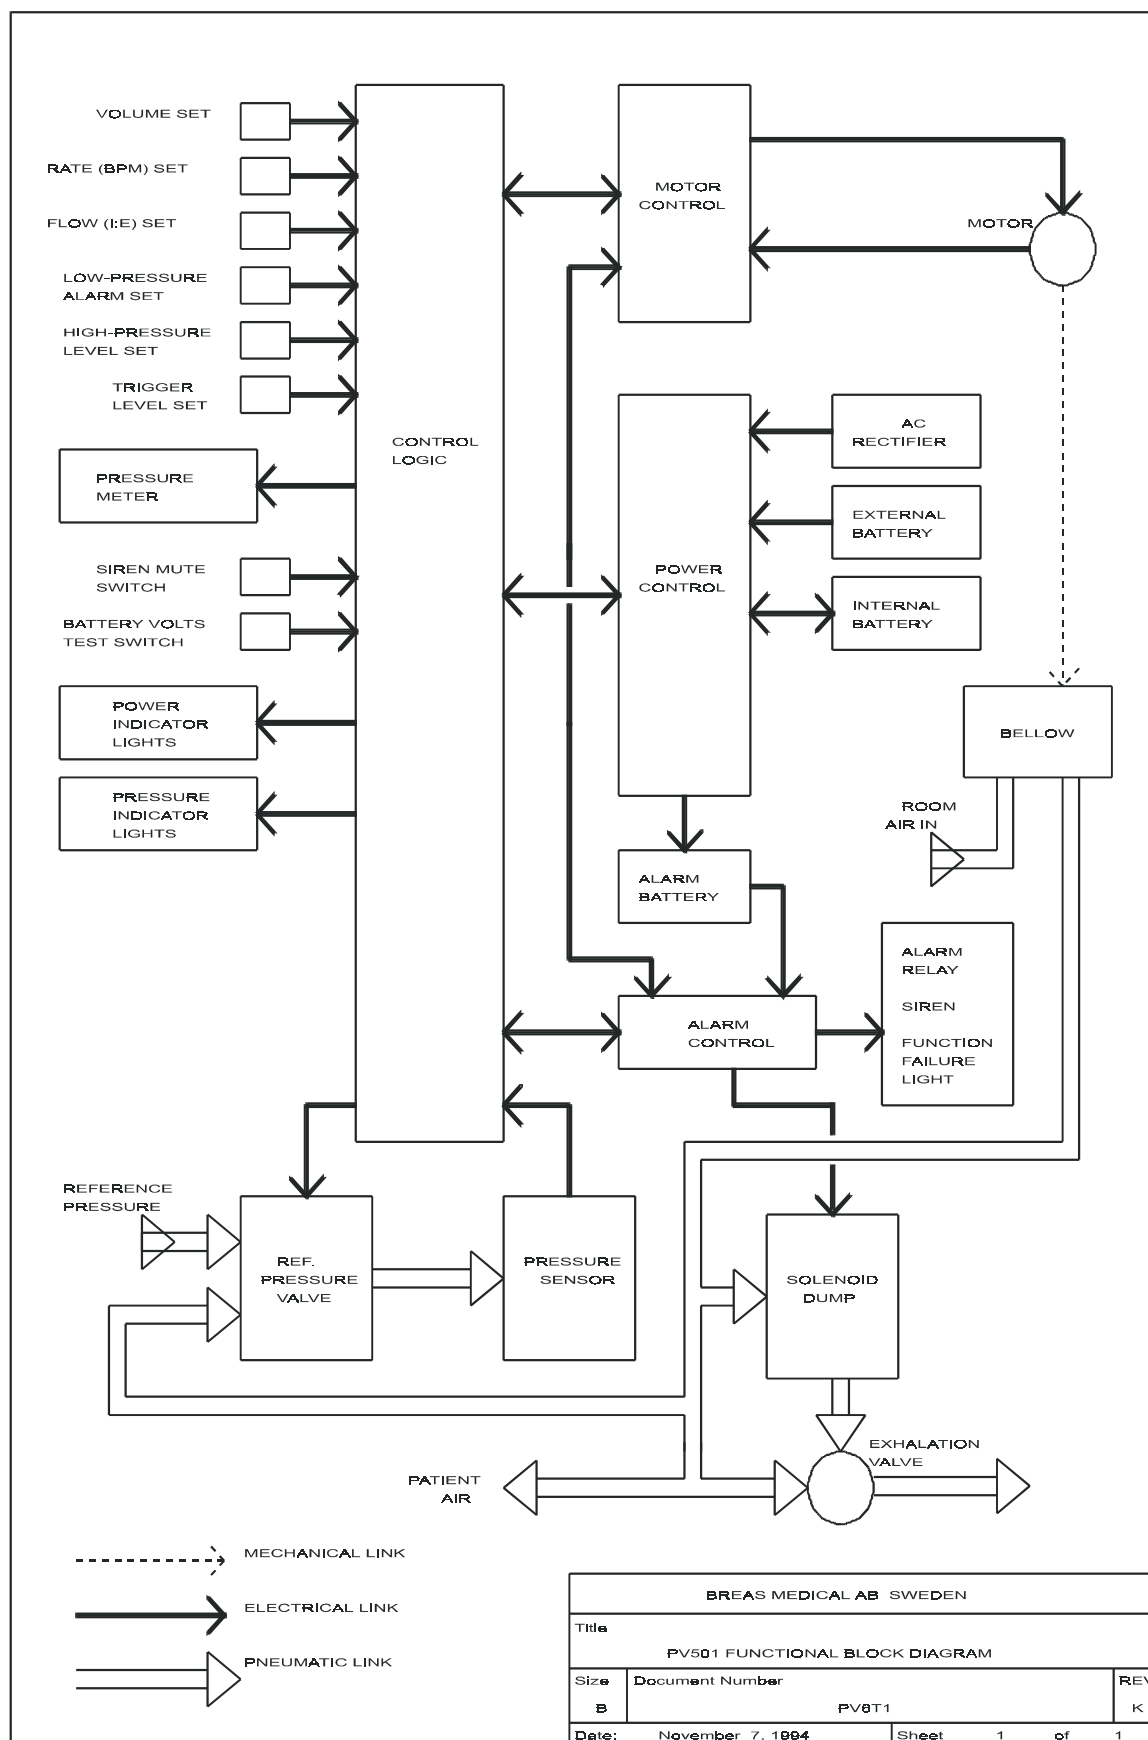 VOLUME SET
RATE (BPM) SET
FLOW (I:E) SET
LOW-PRESSURE
ALARM SET
HIGH-PRESSURE
LEVEL SET
TRIGGER
LEVEL SET
PRESSURE
METER
SIREN MUTE
SWITCH
BATTERY VOLTS
TEST SWITCH
POWER
INDICATOR
LIGHTS
PRESSURE
INDICATOR
LIGHTS
CONTROL
LOGIC
MOTOR
CONTROL
MOTOR
AC
RECTIFIER
EXTERNAL
BATTERY
POWER
CONTROL
INTERNAL
BATTERY
BELLOW
ROOM
AIR IN
ALARM
BATTERY
ALARM
RELAY
SIREN
FUNCTION
FAILURE
LIGHT
ALARM
CONTROL
REFERENCE
PRESSURE
REF.
PRESSURE
VALVE
PRESSURE
SENSOR
SOLENOID
DUMP
EXHALATION
VALVE
PATIENT
AIR
MECHANICAL LINK
ELECTRICAL LINK
PNEUMATIC LINK
BREAS MEDICAL AB SWEDEN
Title
PV501 FUNCTIONAL BLOCK DIAGRAM
Size Document Number REV
B PV6T1 K
Date: November 7, 1994 Sheet 1 of 1